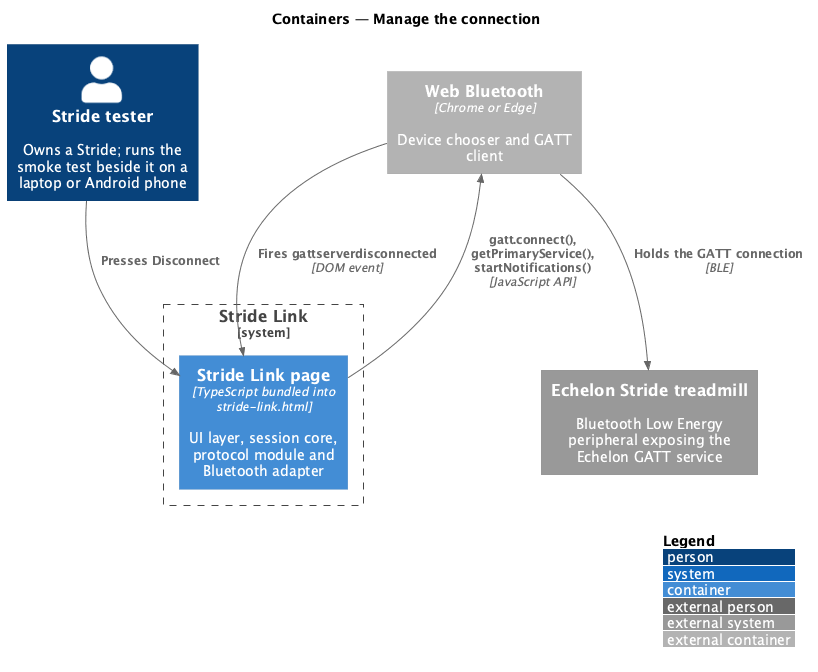 Containers — Manage the connection
Stride tester
Owns a Stride; runs the
smoke test beside it on a
laptop or Android phone
Web Bluetooth
[Chrome or Edge]
Device chooser and GATT
client
Presses Disconnect
Fires gattserverdisconnected
[DOM event]
gatt.connect(),
getPrimaryService(),
startNotifications()
[JavaScript API]
Holds the GATT connection
[BLE]
Stride Link
[system]
Stride Link page
[TypeScript bundled into
stride-link.html]
UI layer, session core,
protocol module and
Bluetooth adapter
Echelon Stride treadmill
Bluetooth Low Energy
peripheral exposing the
Echelon GATT service
Legend
person
system
container
external person
external system
external container